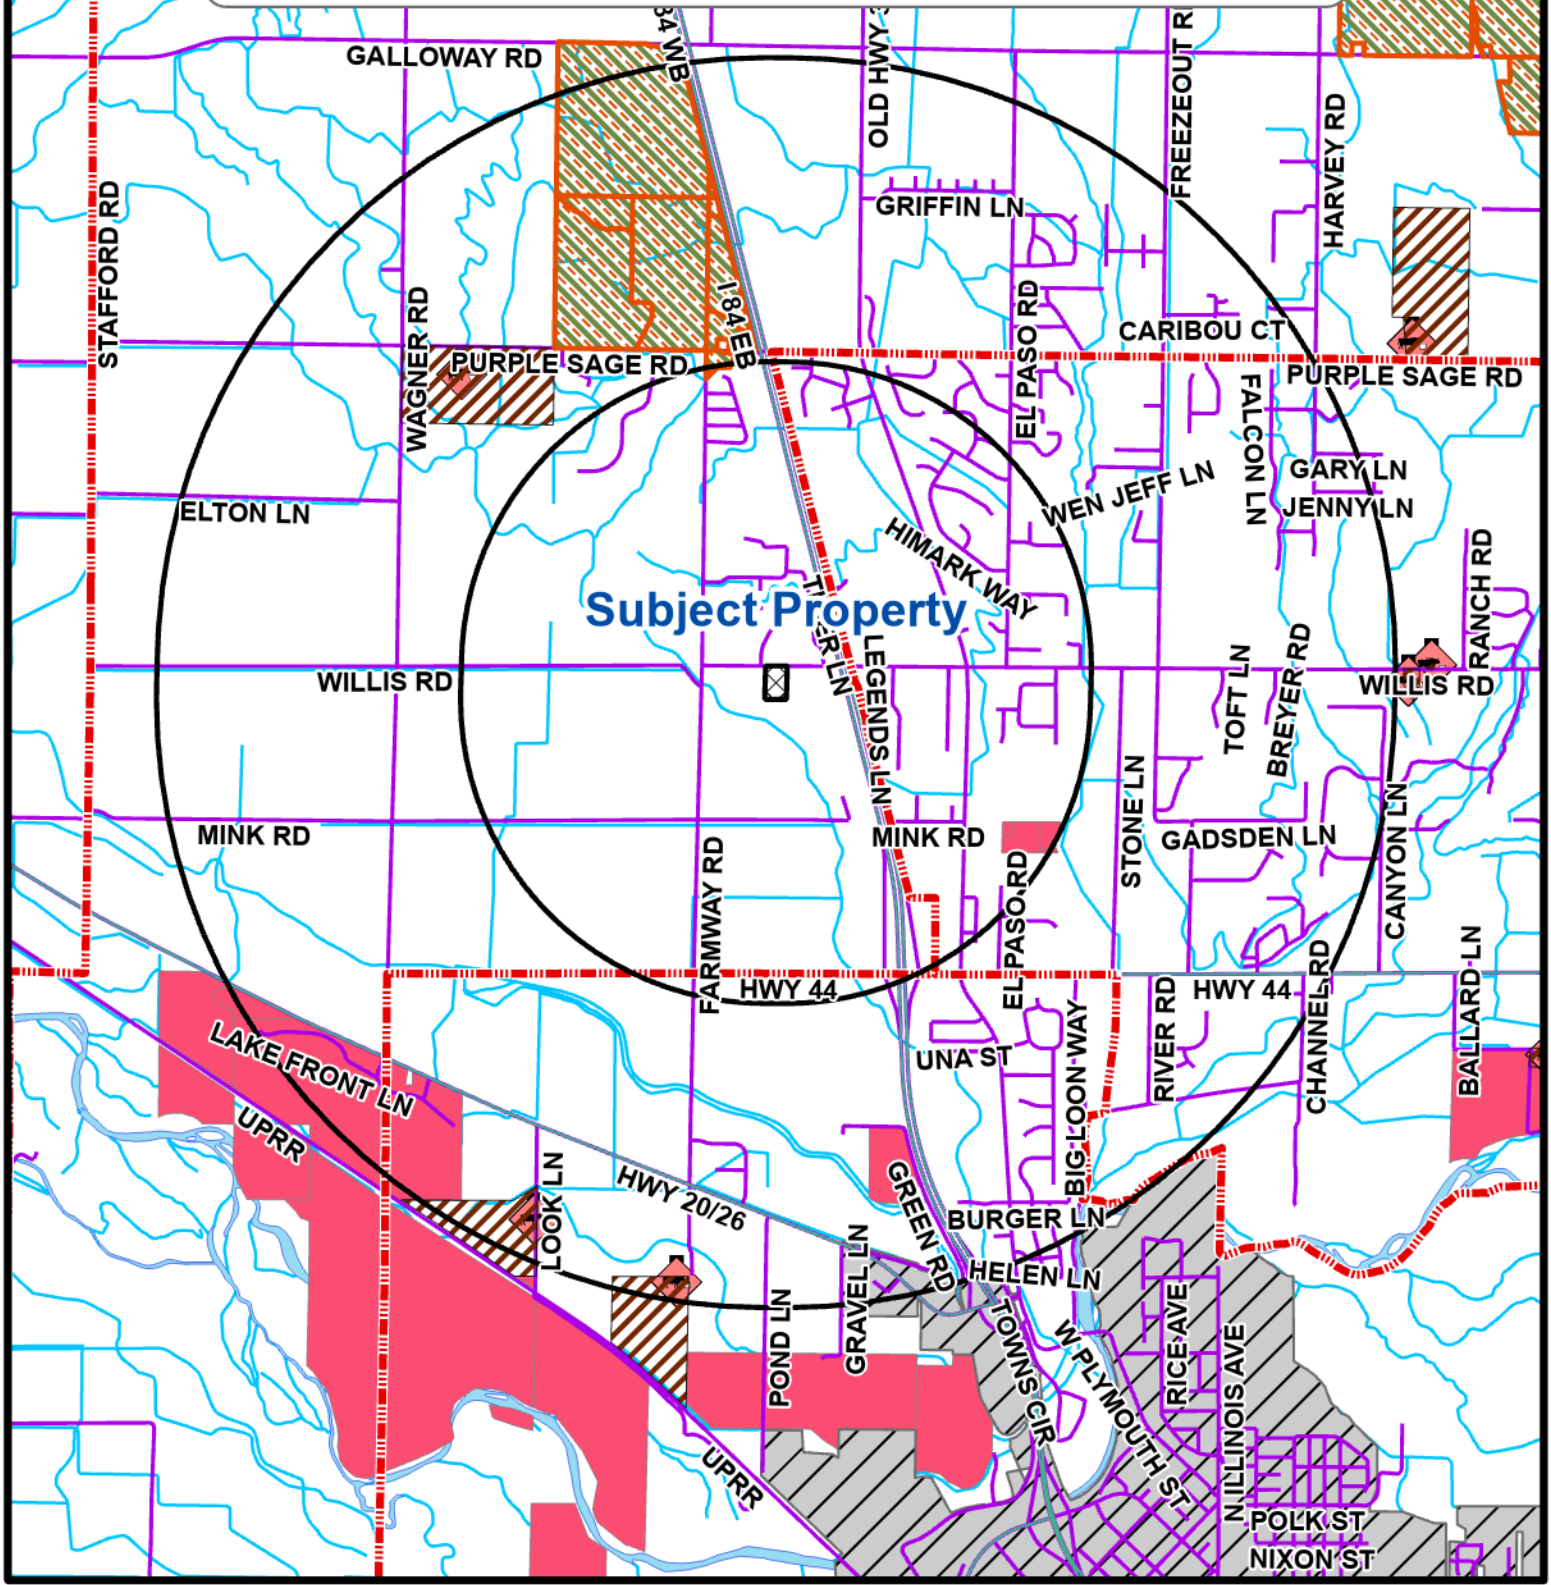 84 WB
GALLOWAY RD
OLD HWY 3
FREEZEOUT R
HARVEY RD
STAFFORD RD
GRIFFIN LN
I 84 EB
WAGNER RD
EL PASO RD
CARIBOU CT
PURPLE SAGE RD
PURPLE SAGE RD
FALCON LN
GARY LN
WEN JEFF LN
JENNY LN
ELTON LN
HIMARK WAY
RANCH RD
Subject Property
LEGENDS LN
TOFT LN
BREYER RD
WILLIS RD
WILLIS RD
STONE LN
CANYON LN
MINK RD
MINK RD
GADSDEN LN
FARMWAY RD
EL PASO RD
HWY 44
HWY 44
CHANNEL RD
BALLARD LN
RIVER RD
BIG LOON WAY
UNA ST
LAKE FRONT LN
UPRR
LOOK LN
HWY 20/26
GREEN RD
BURGER LN
HELEN LN
POND LN
GRAVEL LN
TOWNS CIR
W PLYMOUTH ST
RICE AVE
N ILLINOIS AVE
UPRR
POLK ST
NIXON ST